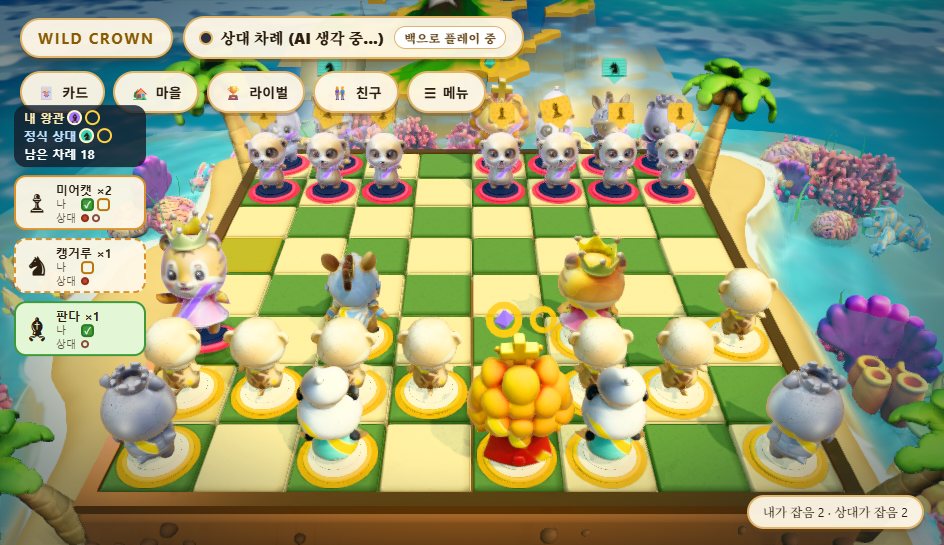 WILD CROWN
상대 차례 (AI 생각 중...)
백으로 플레이 중
카드
마을
라이벌
친구
메뉴
내 왕관
정식 상대
남은 차례 18
미어캣 ×2
나
상대
캥거루 ×1
나
상대
판다 ×1
나
상대
내가 잡음 2 · 상대가 잡음 2